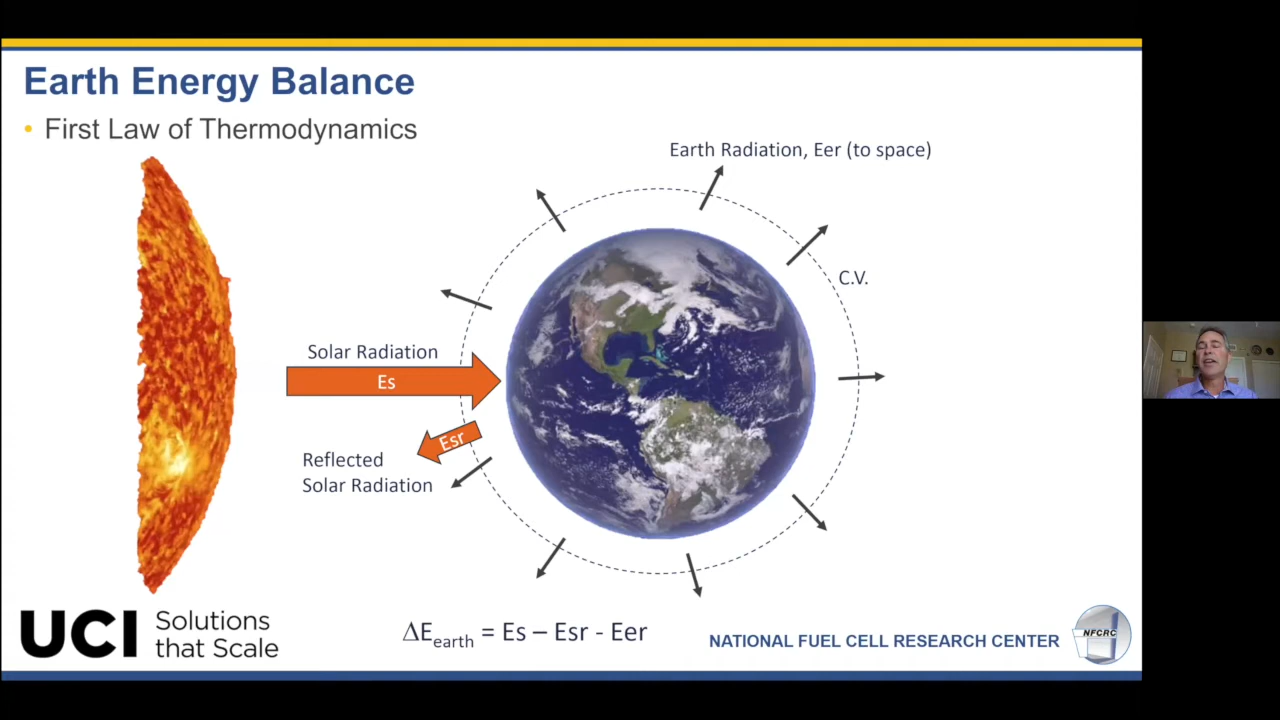 Earth Energy Balance
• First Law of Thermodynamics
Earth Radiation, Eer (to space)
C.V.
Solar Radiation
Es
Esr
Reflected
Solar Radiation
UCI Solutions
that Scale
ΔEearth = Es – Esr - Eer
NATIONAL FUEL CELL RESEARCH CENTER
NFCRC